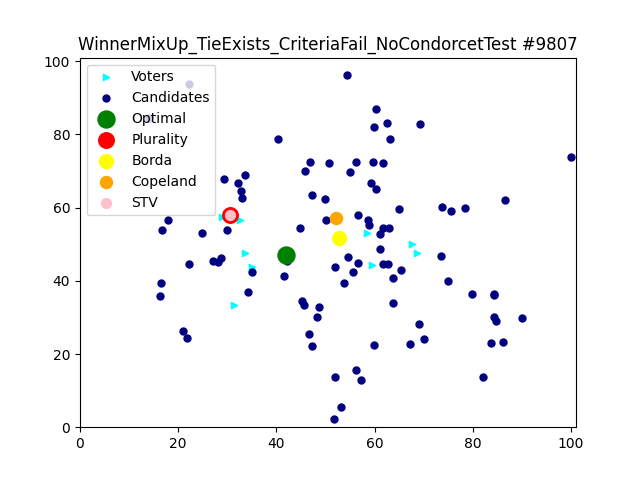 WinnerMixUp_TieExists_CriteriaFail_NoCondorcetTest #9807
100
80
60
40
20
0
Voters
Candidates
Optimal
Plurality
Borda
Copeland
STV
0 20 40 60 80 100